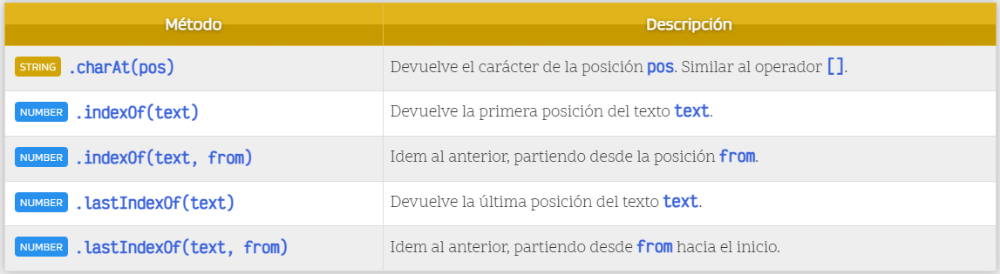 Método Descripción
STRING .charAt(pos) Devuelve el carácter de la posición pos. Similar al operador [].
NUMBER .indexOf(text) Devuelve la primera posición del texto text.
NUMBER .indexOf(text, from) Idem al anterior, partiendo desde la posición from.
NUMBER .lastIndexOf(text) Devuelve la última posición del texto text.
NUMBER .lastIndexOf(text, from) Idem al anterior, partiendo desde from hacia el inicio.